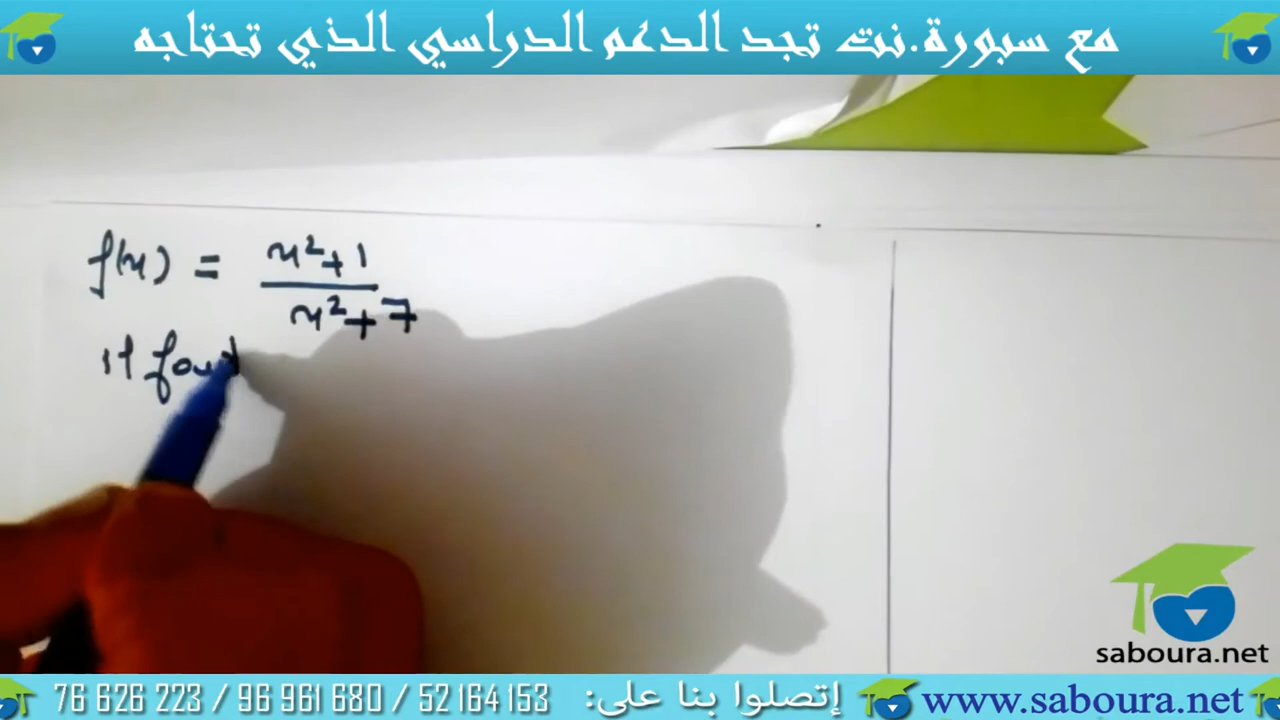 مع سبورة.نت تجد الدعم الدراسي الذي تحتاجه
f(x) = x²+1 / x²+7
il faut
saboura.net
76 626 223 / 96 961 680 / 52 164 153 إتصلوا بنا على: www.saboura.net